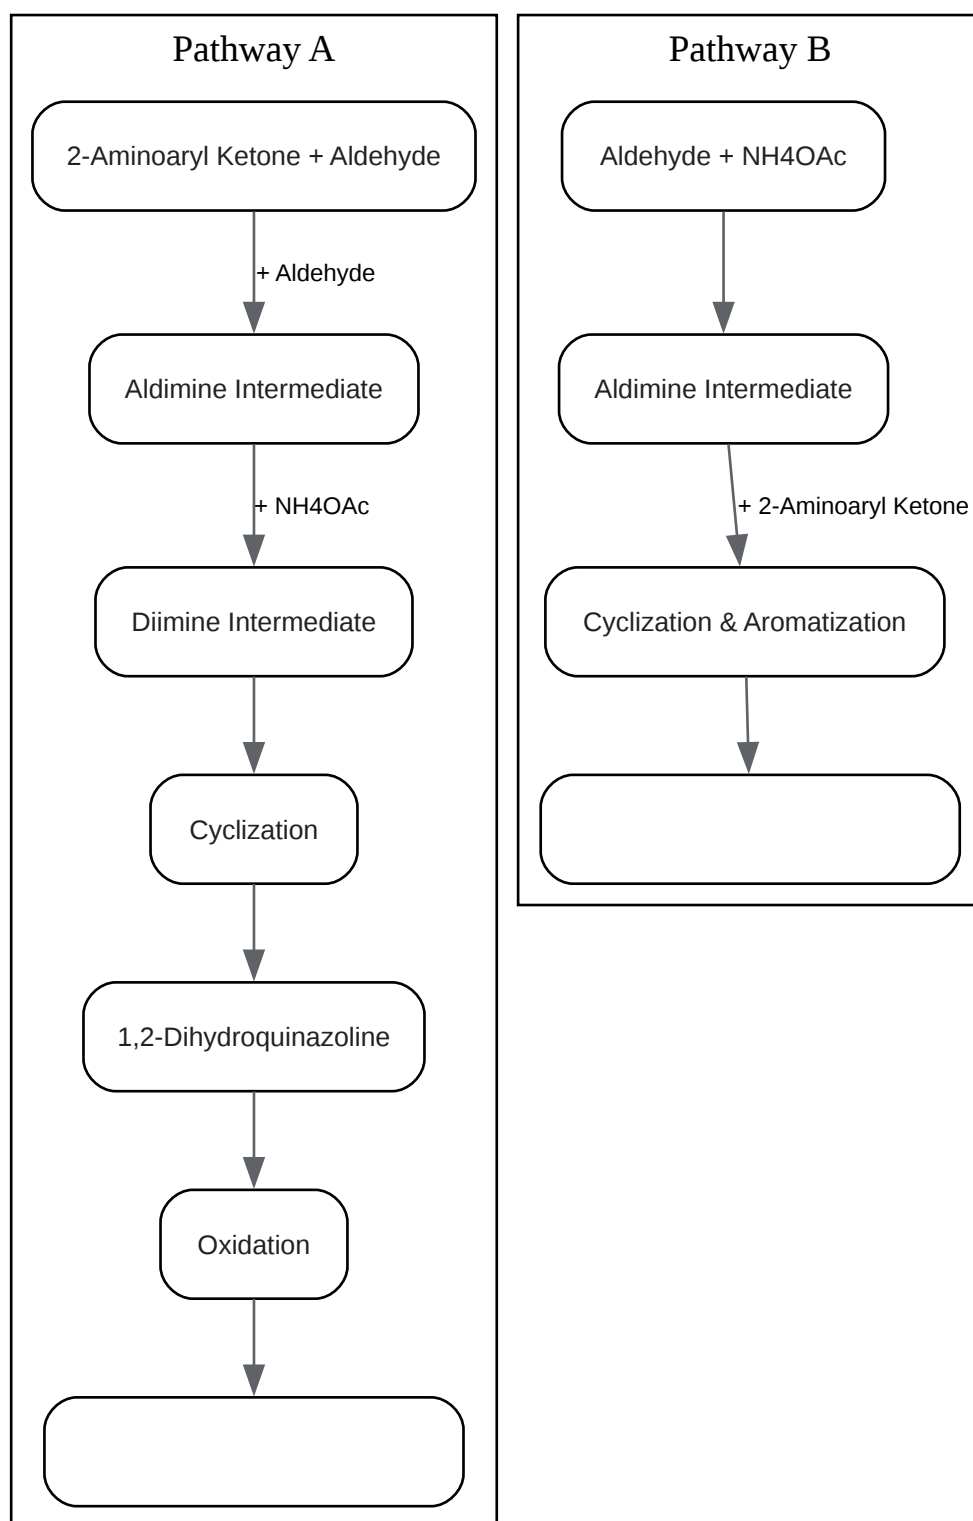 Pathway A
2-Aminoaryl Ketone + Aldehyde
+ Aldehyde
Aldimine Intermediate
+ NH4OAc
Diimine Intermediate
Cyclization
1,2-Dihydroquinazoline
Oxidation
Pathway B
Aldehyde + NH4OAc
Aldimine Intermediate
+ 2-Aminoaryl Ketone
Cyclization & Aromatization